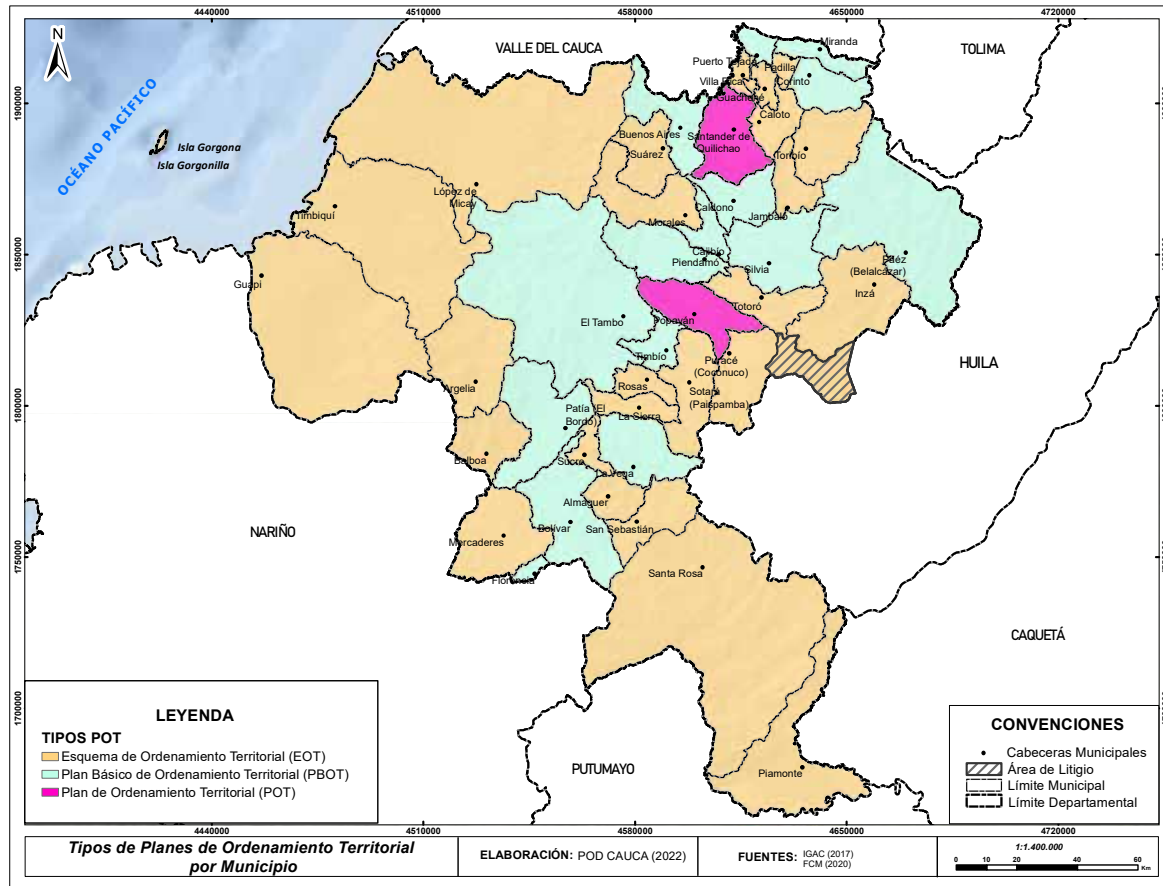 4440000
4510000
4580000
4650000
4720000
N
VALLE DEL CAUCA
TOLIMA
Miranda
Puerto Tejada
Padilla
Villa Rica
Corinto
Guachené
1900000
OCÉANO PACÍFICO
Caloto
Buenos Aires
Santander de
Quilichao
Isla Gorgona
Isla Gorgonilla
Suárez
Toribío
López de
Micay
Timbiquí
Caldono
Jambaló
Morales
1850000
Cajibío
Piendamó
Silvia
Páez
(Belalcázar)
Guapi
Inzá
Totoró
El Tambo
Popayán
Timbío
Puracé
(Coconuco)
HUILA
Argelia
Rosas
Sotará
(Paispamba)
1800000
Patía (El
Bordo)
La Sierra
Balboa
Sucre
La Vega
Almaguer
NARIÑO
Bolívar
San Sebastián
Mercaderes
1750000
Florencia
Santa Rosa
CAQUETÁ
1700000
LEYENDA
TIPOS POT
Esquema de Ordenamiento Territorial (EOT)
Plan Básico de Ordenamiento Territorial (PBOT)
Plan de Ordenamiento Territorial (POT)
PUTUMAYO
Piamonte
CONVENCIONES
Cabeceras Municipales
Área de Litigio
Límite Municipal
Límite Departamental
4440000
4510000
4580000
4650000
4720000
Tipos de Planes de Ordenamiento Territorial
por Municipio
ELABORACIÓN: POD CAUCA (2022)
FUENTES: IGAC (2017)
FCM (2020)
1:1.400.000
0 10 20 30 40 60
Km